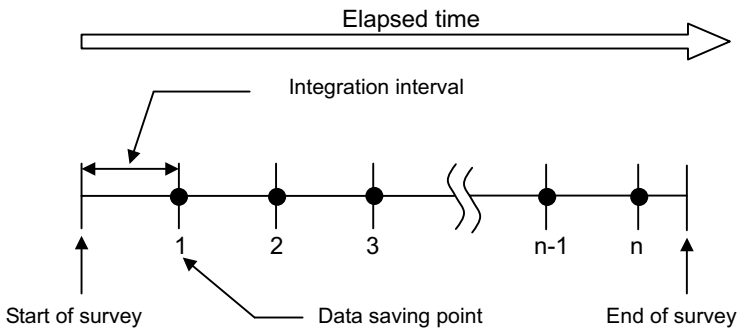 Elapsed time
Integration interval
1 2 3 n-1 n
Start of survey Data saving point End of survey